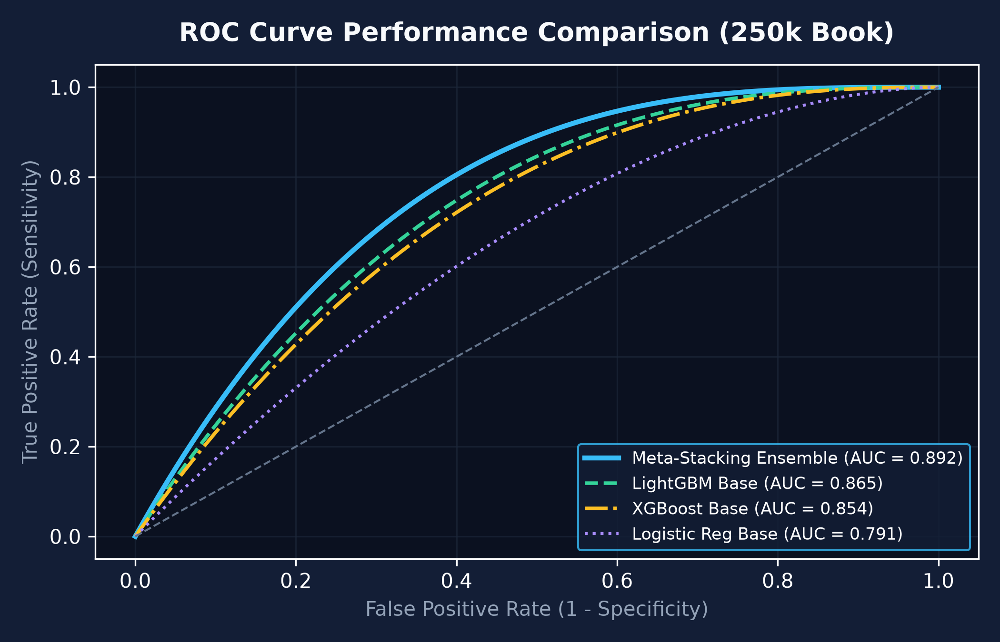 ROC Curve Performance Comparison (250k Book)
True Positive Rate (Sensitivity)
1.0
0.8
0.6
0.4
0.2
0.0
Meta-Stacking Ensemble (AUC = 0.892)
LightGBM Base (AUC = 0.865)
XGBoost Base (AUC = 0.854)
Logistic Reg Base (AUC = 0.791)
0.0 0.2 0.4 0.6 0.8 1.0
False Positive Rate (1 - Specificity)